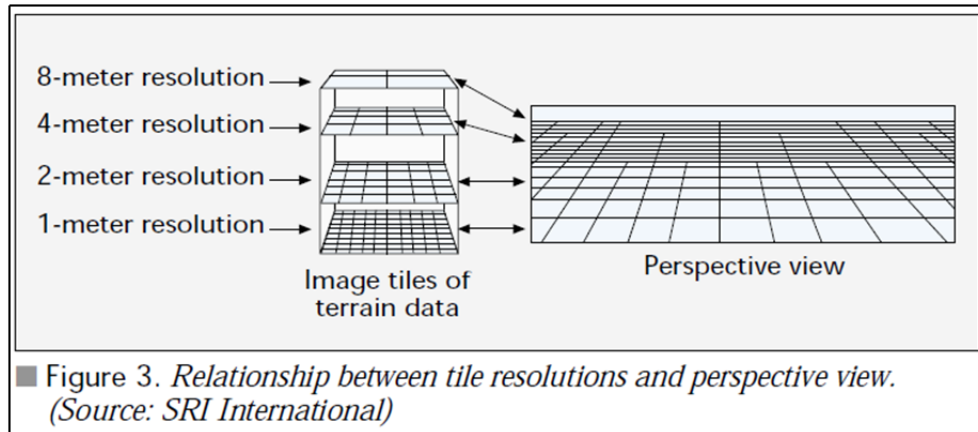 8-meter resolution
4-meter resolution
2-meter resolution
1-meter resolution
Image tiles of
terrain data
Perspective view
Figure 3. Relationship between tile resolutions and perspective view.
(Source: SRI International)